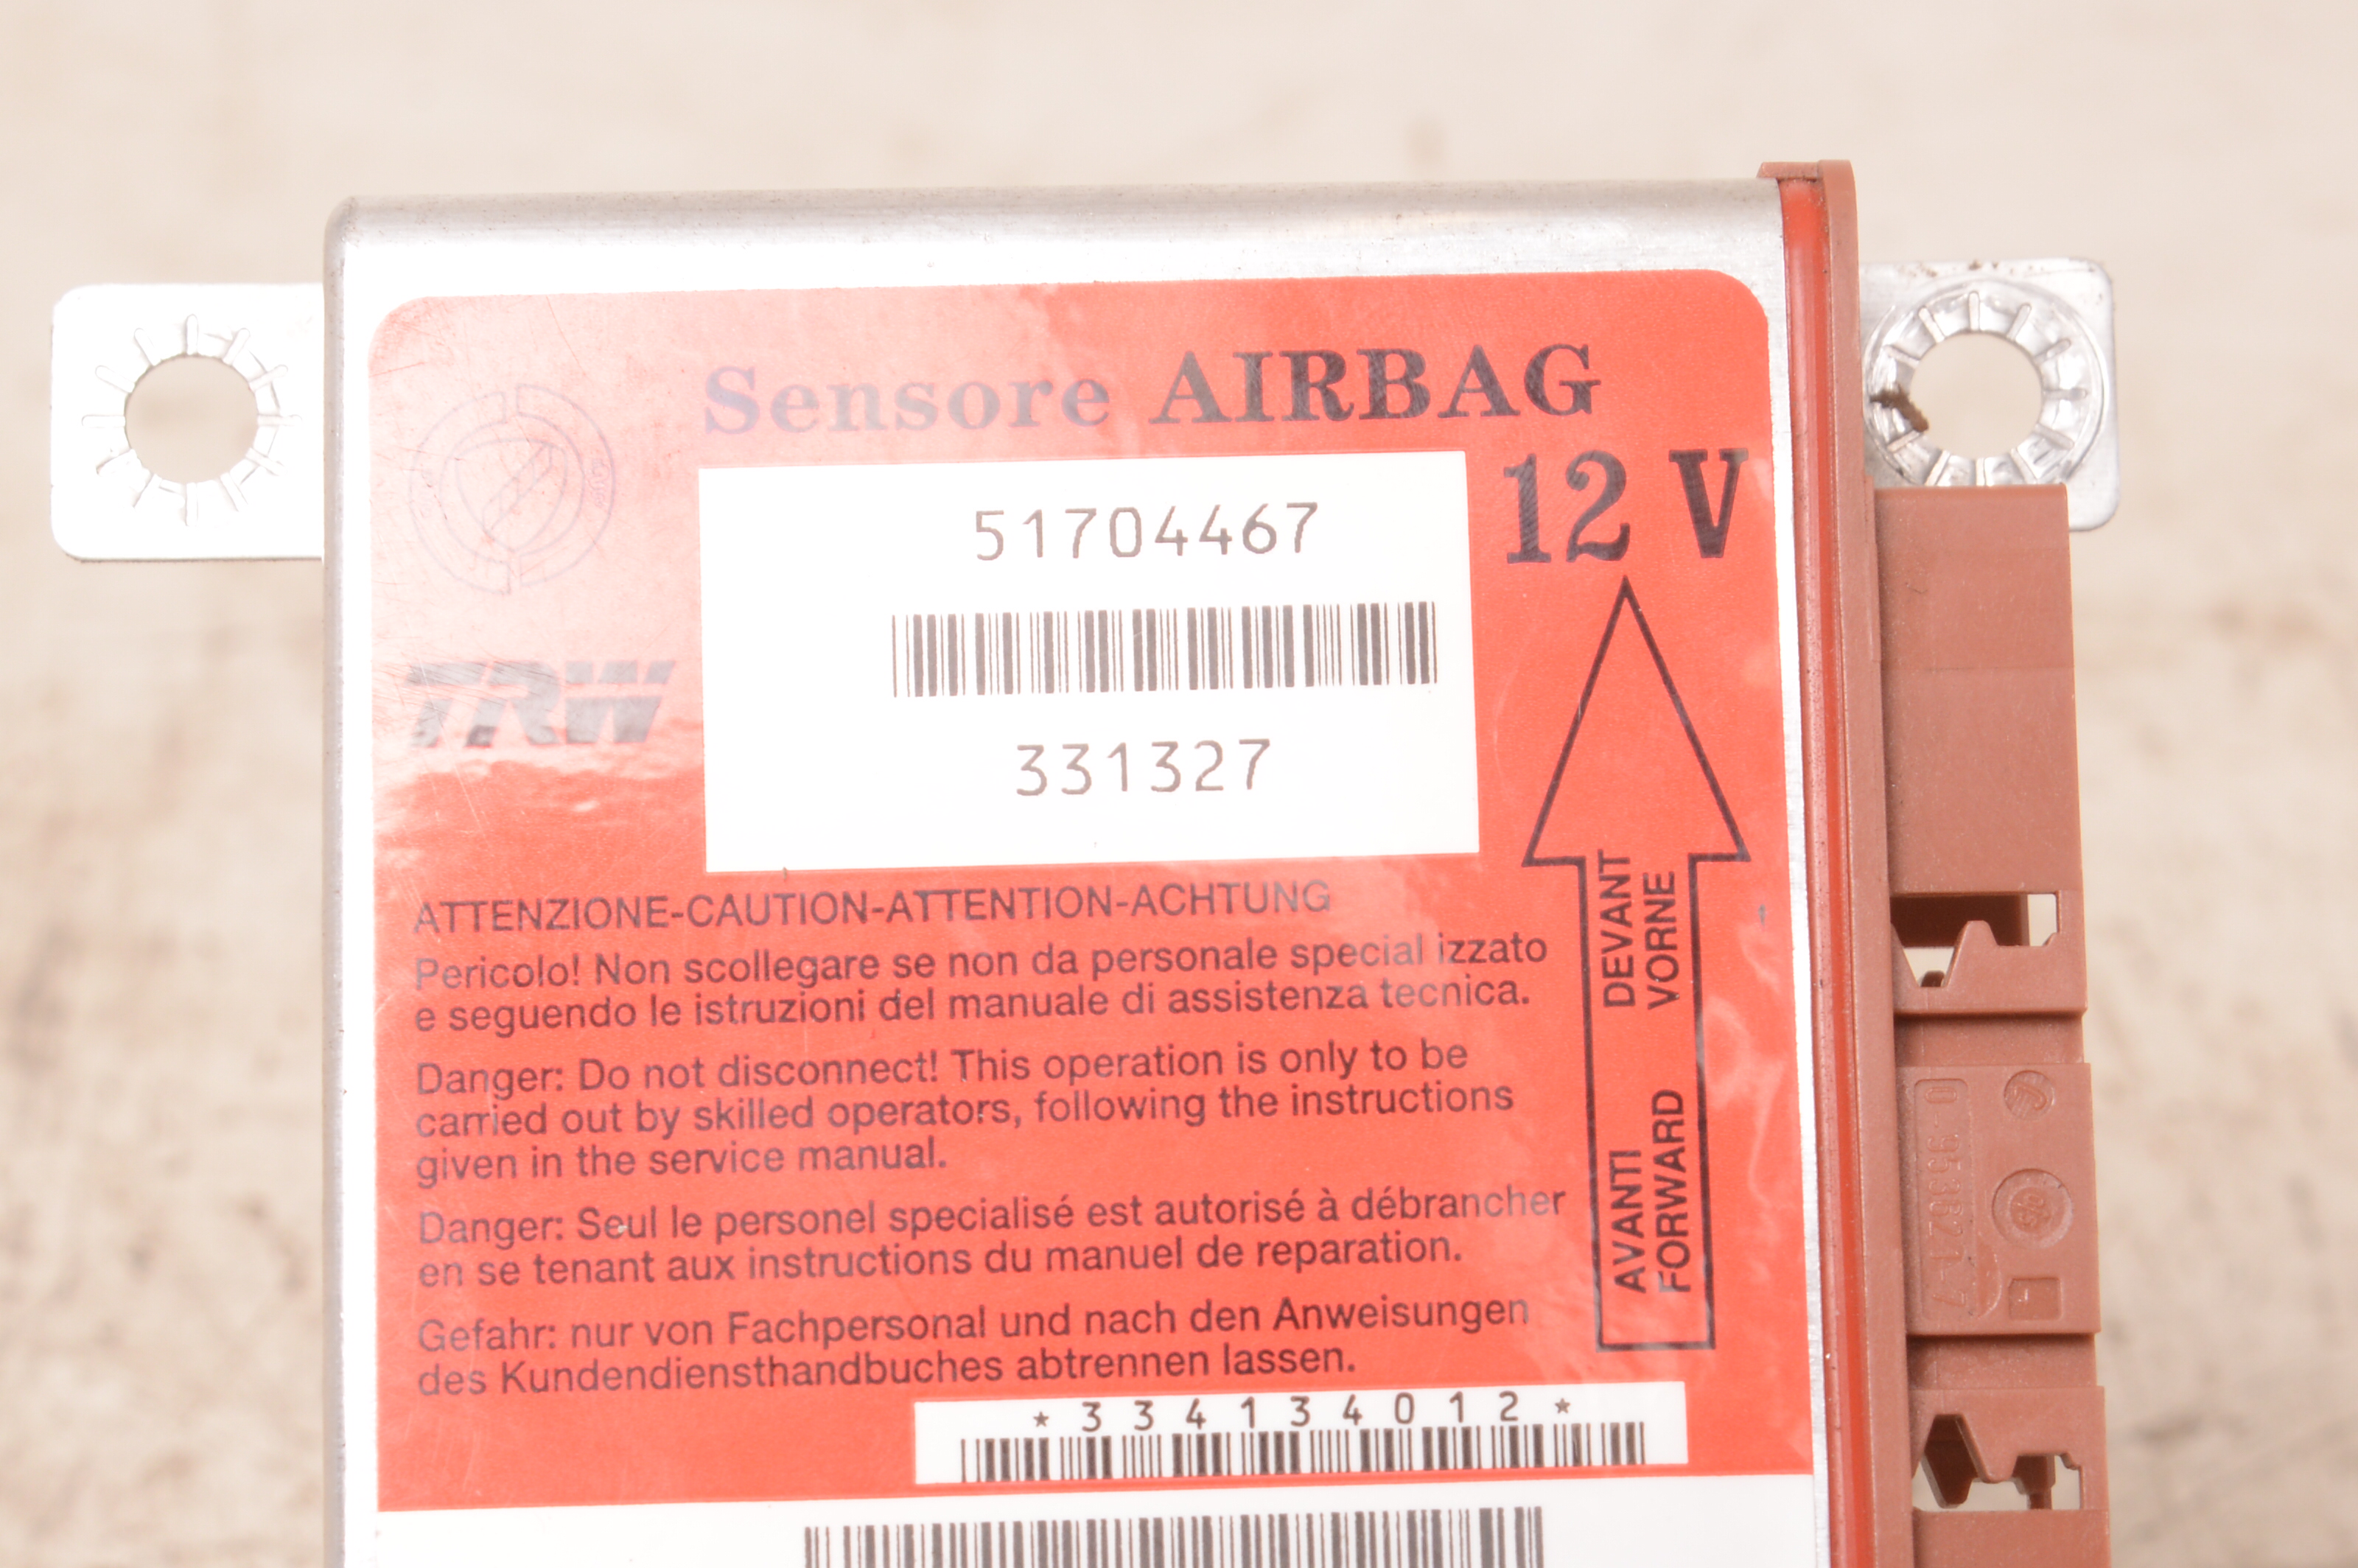 Sensore AIRBAG
12 V
51704467
TRW
331327
ATTENZIONE-CAUTION-ATTENTION-ACHTUNG
Pericolo! Non scollegare se non da personale special izzato
e seguendo le istruzioni del manuale di assistenza tecnica.
Danger: Do not disconnect! This operation is only to be
carried out by skilled operators, following the instructions
given in the service manual.
Danger: Seul le personel specialisé est autorisé à débrancher
en se tenant aux instructions du manuel de reparation.
Gefahr: nur von Fachpersonal und nach den Anweisungen
des Kundendiensthandbuches abtrennen lassen.
AVANTI DEVANT
FORWARD VORNE
*334134012*
0-953621-7